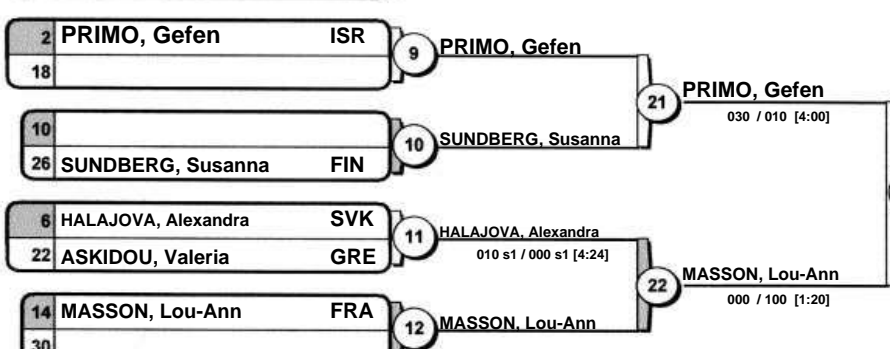 2 PRIMO, Gefen ISR
18
9
PRIMO, Gefen
21
PRIMO, Gefen
030 / 010 [4:00]
10
26 SUNDBERG, Susanna FIN
10
SUNDBERG, Susanna
6 HALAJOVA, Alexandra SVK
22 ASKIDOU, Valeria GRE
11
HALAJOVA, Alexandra
010 s1 / 000 s1 [4:24]
22
MASSON, Lou-Ann
000 / 100 [1:20]
14 MASSON, Lou-Ann FRA
30
12
MASSON, Lou-Ann